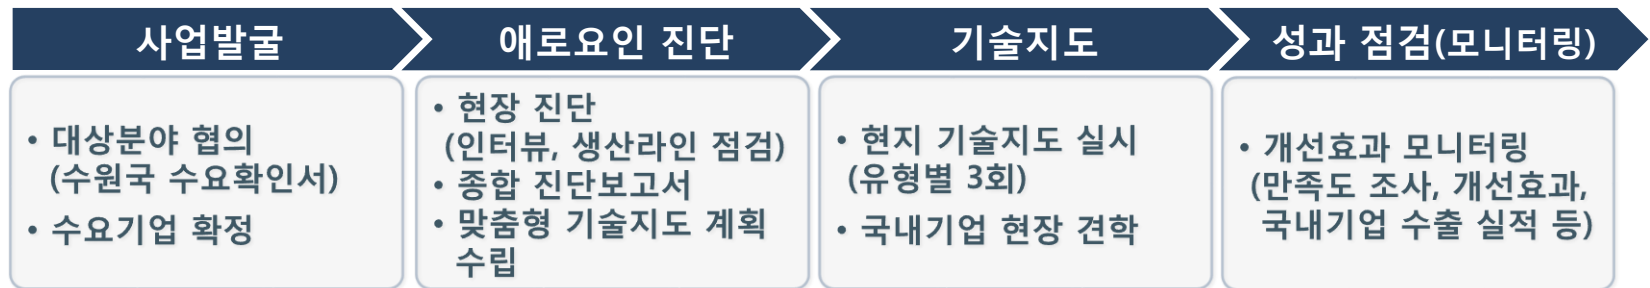 사업발굴
• 대상분야 협의
(수원국 수요확인서)
• 수요기업 확정
애로요인 진단
• 현장 진단
(인터뷰, 생산라인 점검)
• 종합 진단보고서
• 맞춤형 기술지도 계획
수립
기술지도
• 현지 기술지도 실시
(유형별 3회)
• 국내기업 현장 견학
성과 점검(모니터링)
• 개선효과 모니터링
(만족도 조사, 개선효과,
국내기업 수출 실적 등)